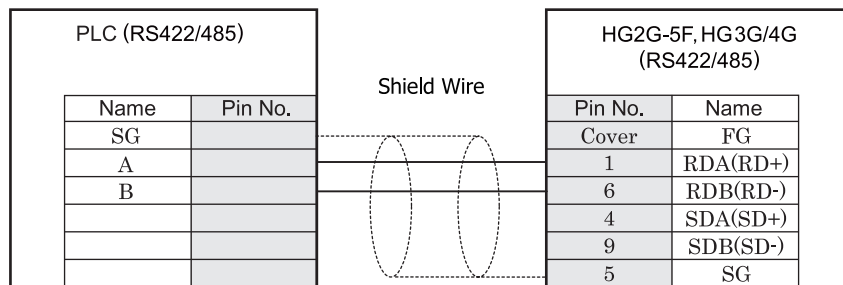 PLC (RS422/485)
HG2G-5F, HG3G/4G
(RS422/485)
Shield Wire
Name Pin No. Pin No. Name
SG Cover FG
A 1 RDA(RD+)
B 6 RDB(RD-)
4 SDA(SD+)
9 SDB(SD-)
5 SG